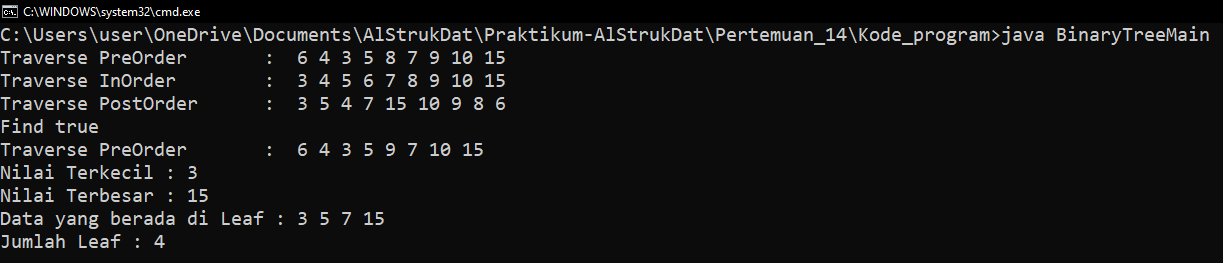 C:\WINDOWS\system32\cmd.exe
C:\Users\user\OneDrive\Documents\AlStrukDat\Praktikum-AlStrukDat\Pertemuan_14\Kode_program>java BinaryTreeMain
Traverse PreOrder       :  6 4 3 5 8 7 9 10 15
Traverse InOrder        :  3 4 5 6 7 8 9 10 15
Traverse PostOrder      :  3 5 4 7 15 10 9 8 6
Find true
Traverse PreOrder       :  6 4 3 5 9 7 10 15
Nilai Terkecil : 3
Nilai Terbesar : 15
Data yang berada di Leaf : 3 5 7 15
Jumlah Leaf : 4